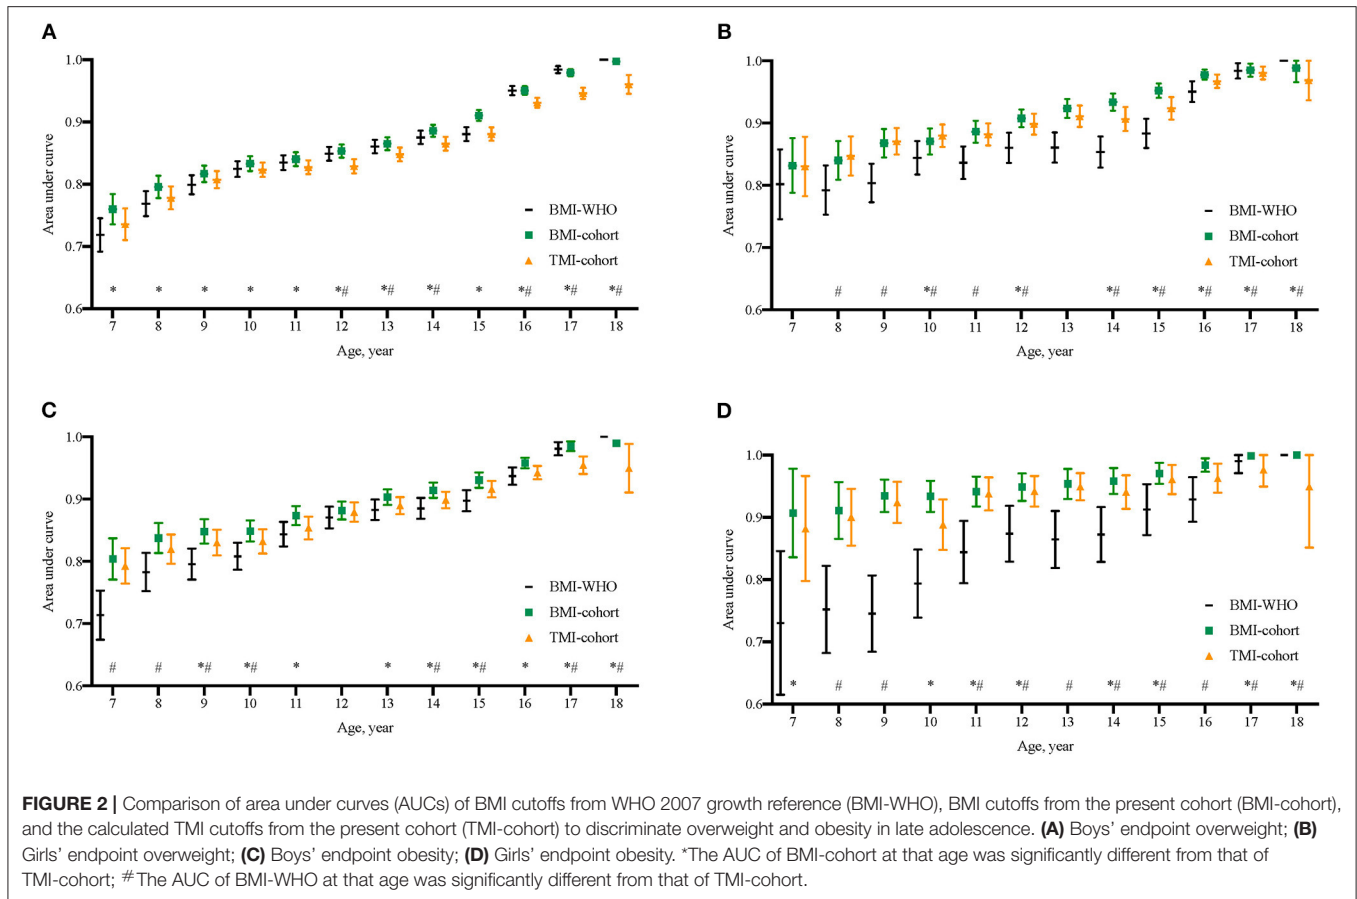 A
1.0
0.9
0.8
0.7
0.6
Area under curve
BMI-WHO
BMI-cohort
TMI-cohort
* * * * * *# *# *# * *# *# *#
7 8 9 10 11 12 13 14 15 16 17 18
Age, year
B
1.0
0.9
0.8
0.7
0.6
Area under curve
BMI-WHO
BMI-cohort
TMI-cohort
# # *# # *# *# *# *# *# *#
7 8 9 10 11 12 13 14 15 16 17 18
Age, year
C
1.0
0.9
0.8
0.7
0.6
Area under curve
BMI-WHO
BMI-cohort
TMI-cohort
# # *# *# * * *# *# * *# *#
7 8 9 10 11 12 13 14 15 16 17 18
Age, year
D
1.0
0.9
0.8
0.7
0.6
Area under curve
BMI-WHO
BMI-cohort
TMI-cohort
* # # * *# *# # *# *# # *# *#
7 8 9 10 11 12 13 14 15 16 17 18
Age, year
FIGURE 2 | Comparison of area under curves (AUCs) of BMI cutoffs from WHO 2007 growth reference (BMI-WHO), BMI cutoffs from the present cohort (BMI-cohort),
and the calculated TMI cutoffs from the present cohort (TMI-cohort) to discriminate overweight and obesity in late adolescence. (A) Boys' endpoint overweight; (B)
Girls' endpoint overweight; (C) Boys' endpoint obesity; (D) Girls' endpoint obesity. *The AUC of BMI-cohort at that age was significantly different from that of
TMI-cohort; #The AUC of BMI-WHO at that age was significantly different from that of TMI-cohort.